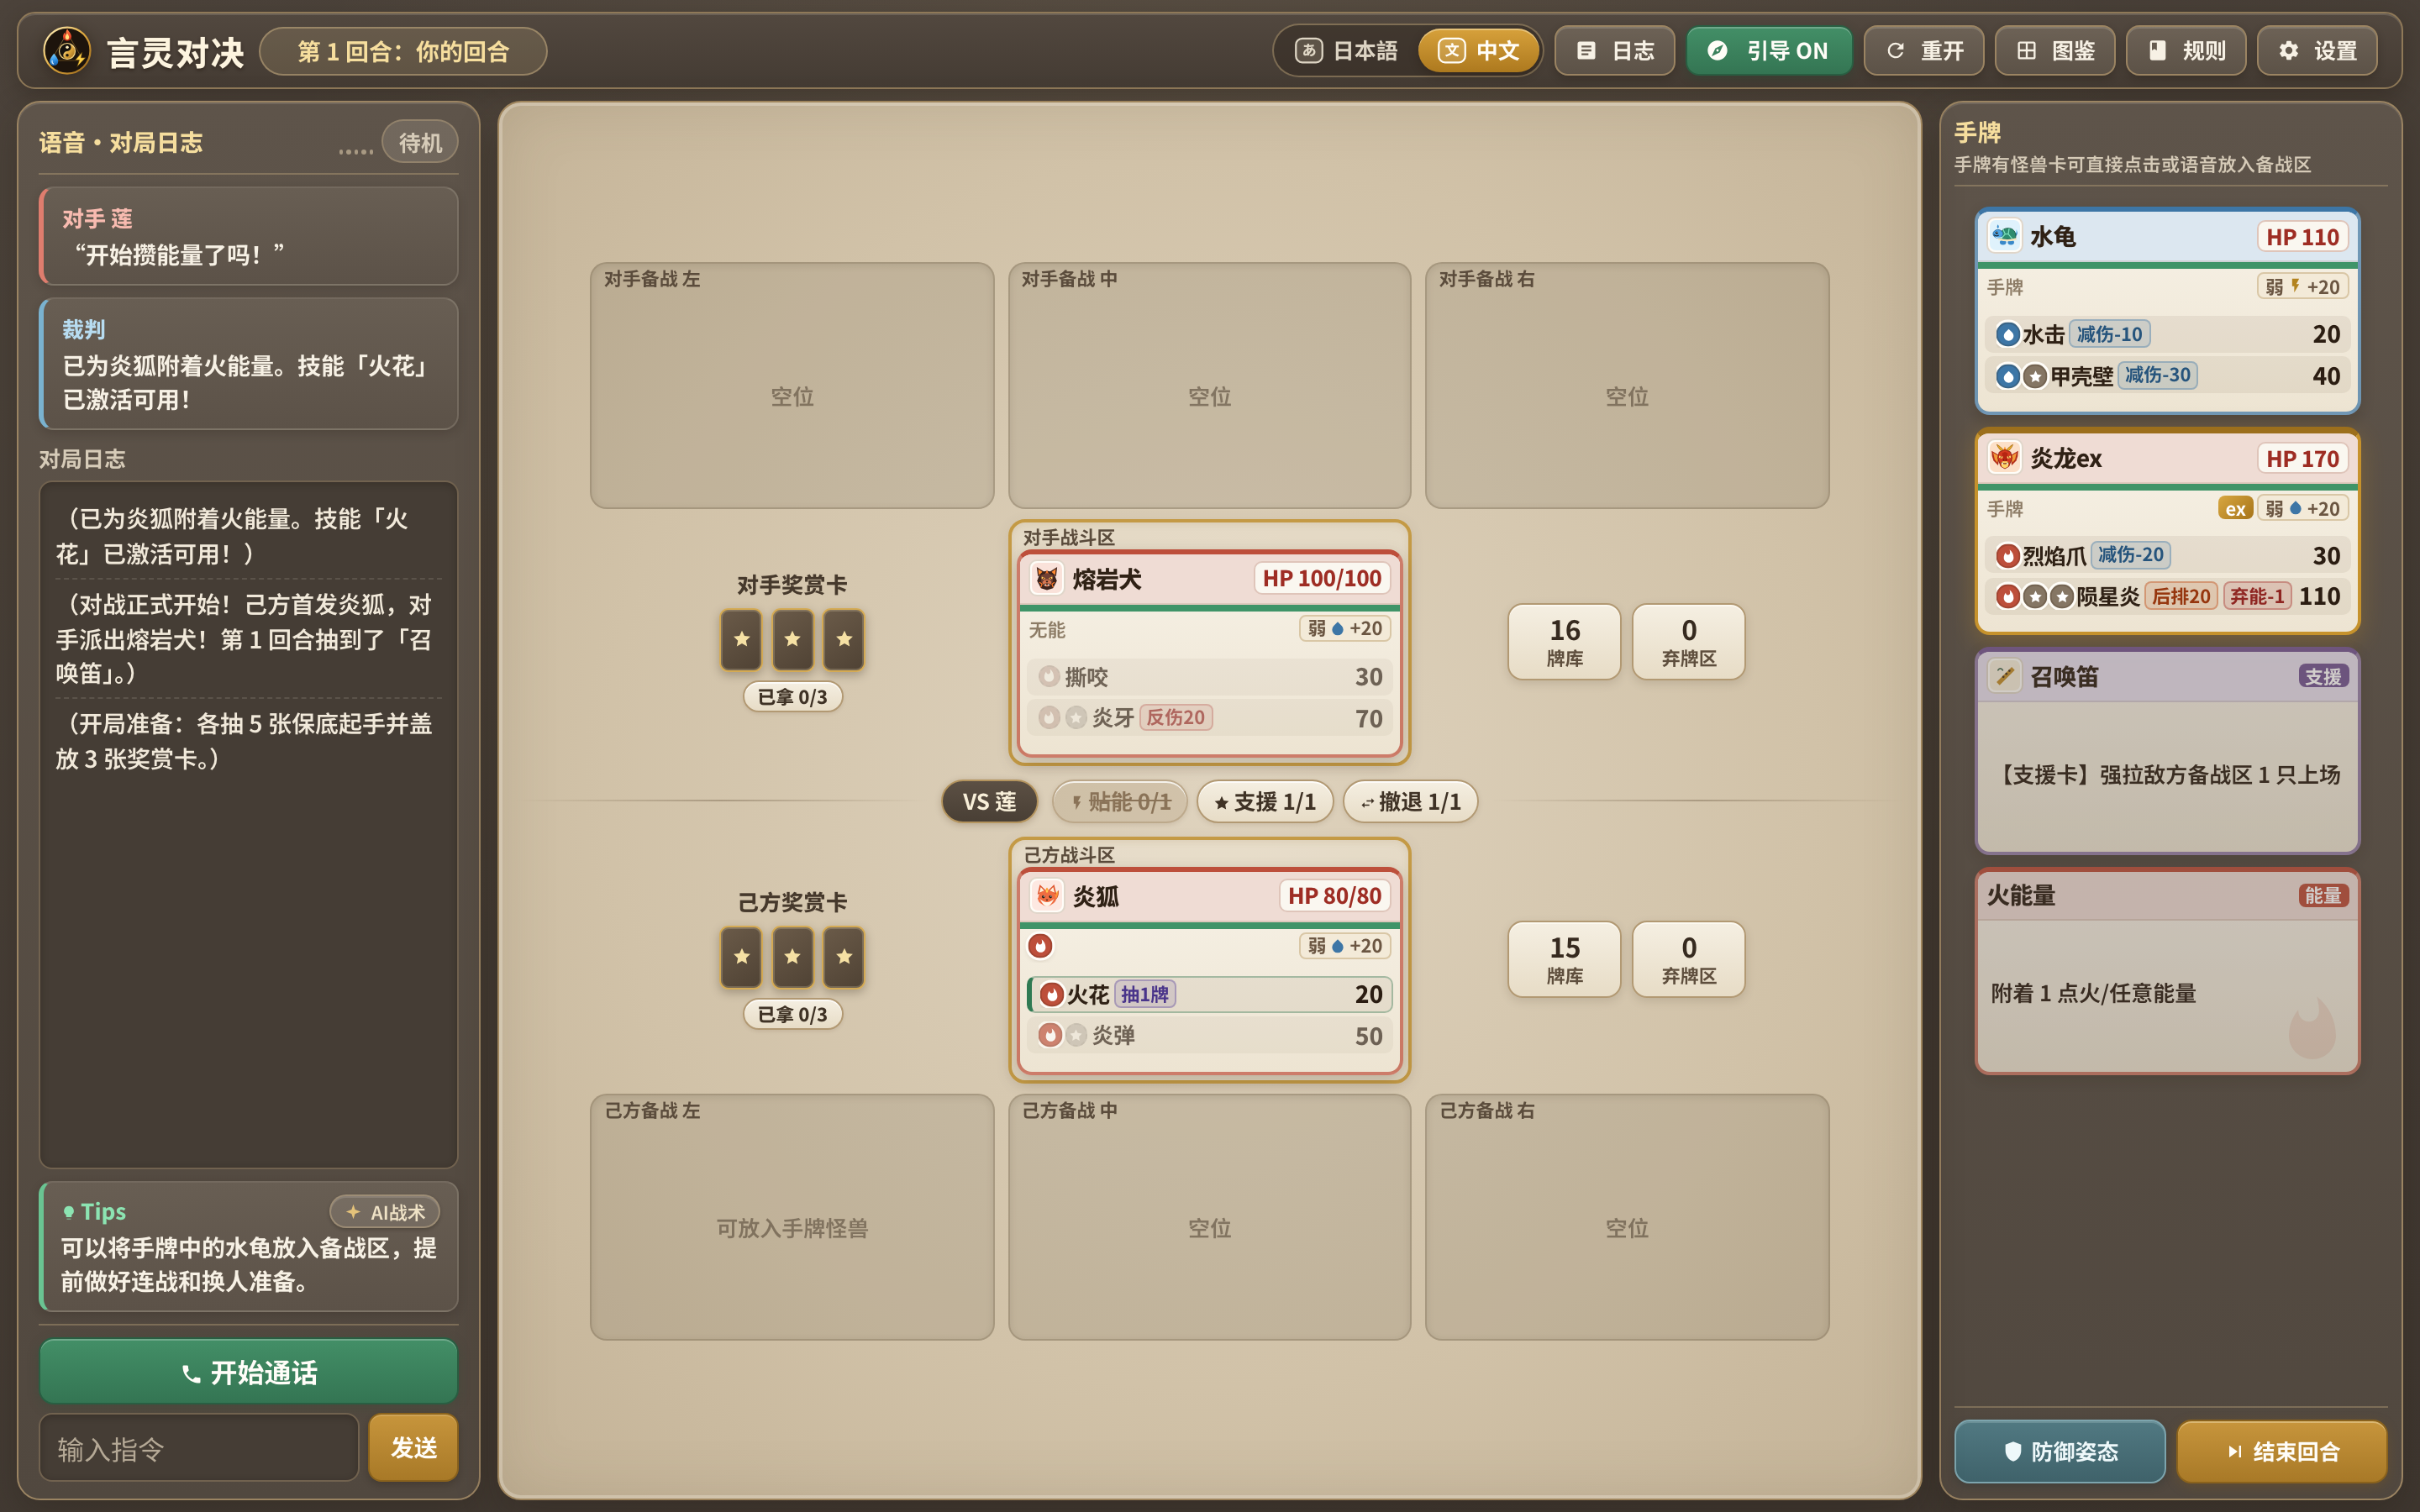 言灵对决
第 1 回合：你的回合
あ 日本語
文 中文
日志
引导 ON
重开
图鉴
规则
设置
语音・对局日志
.....
待机
对手 莲
“开始攒能量了吗！”
裁判
已为炎狐附着火能量。技能「火花」
已激活可用！
对局日志
（已为炎狐附着火能量。技能「火
花」已激活可用！）
（对战正式开始！己方首发炎狐，对
手派出熔岩犬！第 1 回合抽到了「召
唤笛」。）
（开局准备：各抽 5 张保底起手并盖
放 3 张奖赏卡。）
Tips
AI战术
可以将手牌中的水龟放入备战区，提
前做好连战和换人准备。
开始通话
输入指令
发送
对手备战 左
空位
对手备战 中
空位
对手备战 右
空位
对手奖赏卡
已拿 0/3
对手战斗区
熔岩犬
HP 100/100
无能
弱 +20
撕咬
30
炎牙 反伤20
70
16
牌库
0
弃牌区
VS 莲
贴能 0/1
支援 1/1
撤退 1/1
己方奖赏卡
已拿 0/3
己方战斗区
炎狐
HP 80/80
弱 +20
火花 抽1牌
20
炎弹
50
15
牌库
0
弃牌区
己方备战 左
可放入手牌怪兽
己方备战 中
空位
己方备战 右
空位
手牌
手牌有怪兽卡可直接点击或语音放入备战区
水龟
HP 110
手牌
弱 +20
水击 减伤-10
20
甲壳壁 减伤-30
40
炎龙ex
HP 170
手牌
ex
弱 +20
烈焰爪 减伤-20
30
陨星炎 后排20 弃能-1
110
召唤笛
支援
【支援卡】强拉敌方备战区 1 只上场
火能量
能量
附着 1 点火/任意能量
防御姿态
结束回合